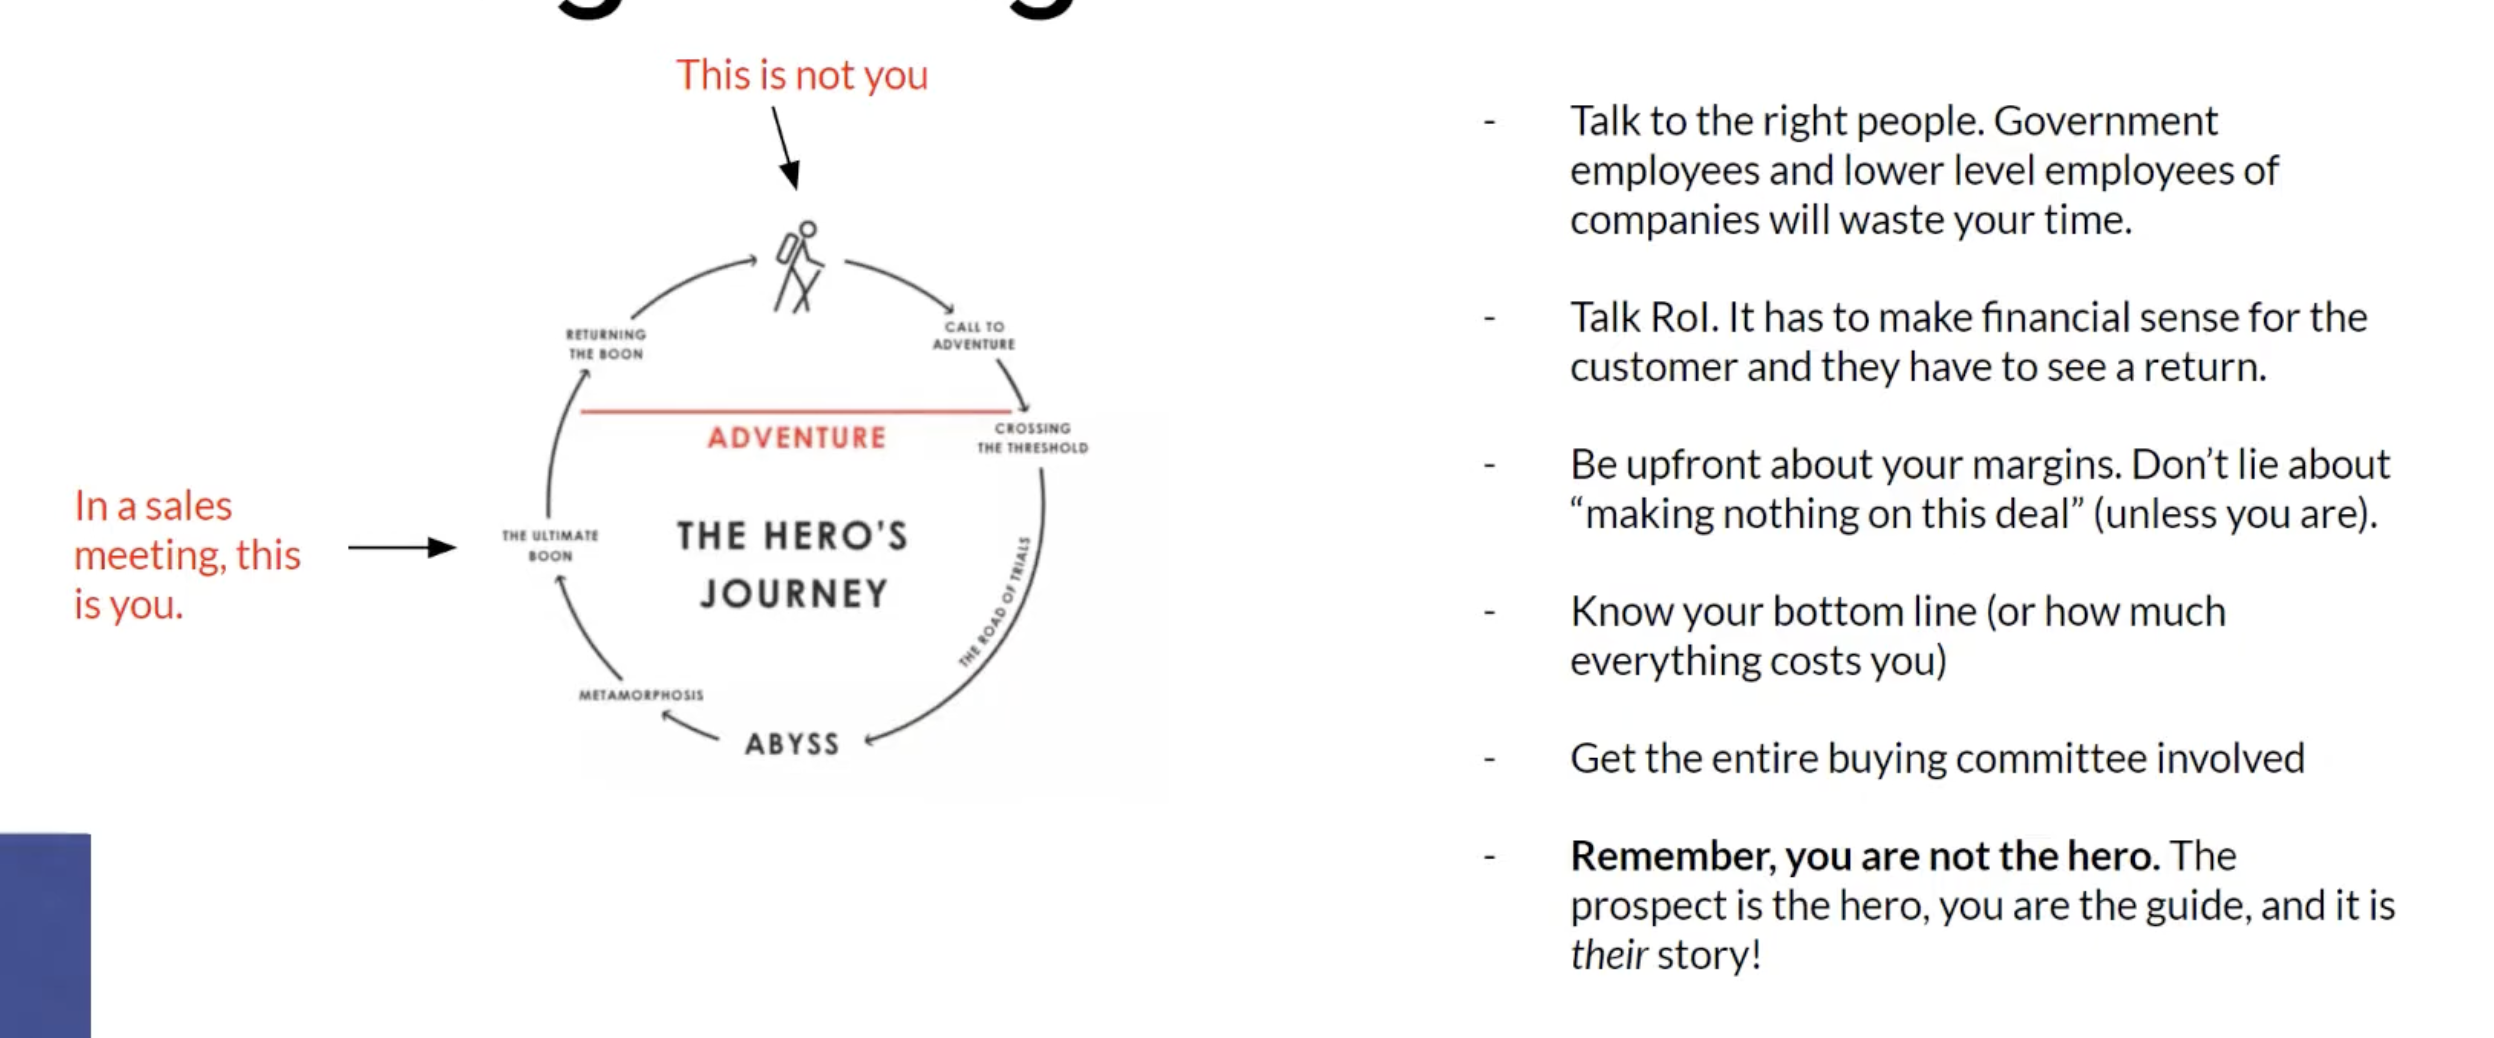 This is not you
RETURNING
THE BOON
CALL TO
ADVENTURE
ADVENTURE
CROSSING
THE THRESHOLD
In a sales
meeting, this
is you.
THE ULTIMATE
BOON
THE HERO'S
JOURNEY
THE ROAD OF TRIALS
METAMORPHOSIS
ABYSS
- Talk to the right people. Government
employees and lower level employees of
companies will waste your time.
- Talk RoI. It has to make financial sense for the
customer and they have to see a return.
- Be upfront about your margins. Don’t lie about
“making nothing on this deal” (unless you are).
- Know your bottom line (or how much
everything costs you)
- Get the entire buying committee involved
- Remember, you are not the hero. The
prospect is the hero, you are the guide, and it is
their story!